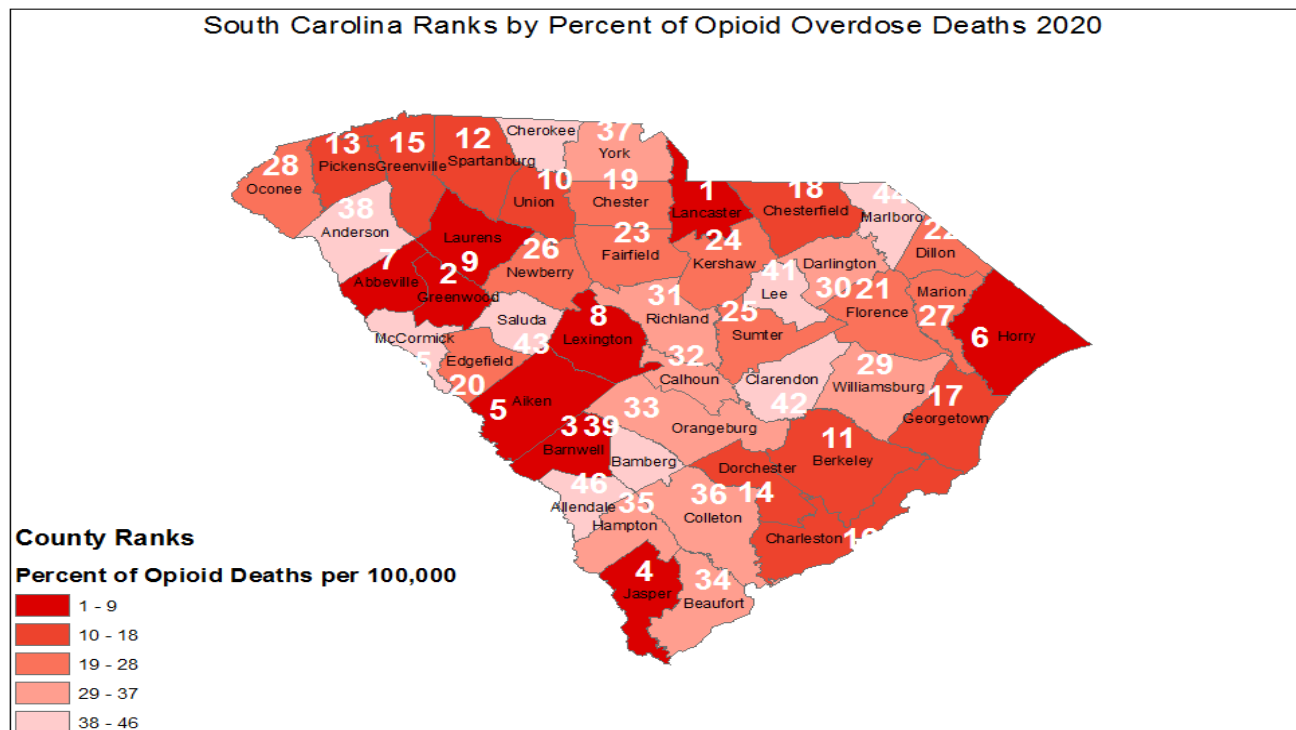 South Carolina Ranks by Percent of Opioid Overdose Deaths 2020
Cherokee
37
York
13
Pickens
15
Greenville
12
Spartanburg
28
Oconee
10
Union
19
Chester
1
Lancaster
18
Chesterfield
44
Marlboro
38
Anderson
Laurens
9
26
Newberry
23
Fairfield
24
Kershaw
Darlington
30
22
Dillon
7
Abbeville
2
Greenwood
41
Lee
21
Florence
Marion
27
Saluda
43
8
Lexington
31
Richland
25
Sumter
6
Horry
McCormick
5
Edgefield
20
32
Calhoun
Clarendon
42
29
Williamsburg
17
Georgetown
5
Aiken
33
Orangeburg
3
Barnwell
39
Bamberg
11
Berkeley
Dorchester
14
46
Allendale
35
Hampton
36
Colleton
Charleston
4
Jasper
34
Beaufort
County Ranks
Percent of Opioid Deaths per 100,000
1 - 9
10 - 18
19 - 28
29 - 37
38 - 46